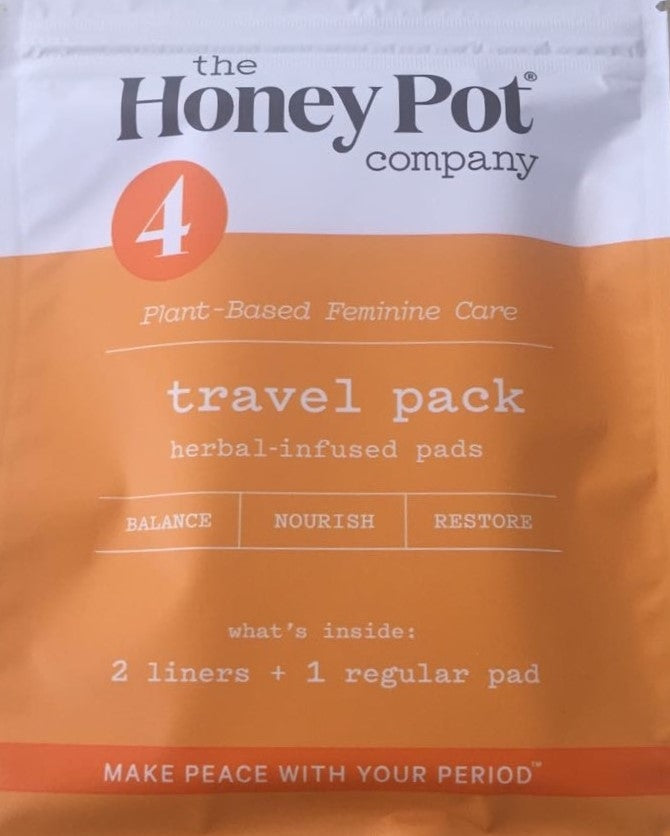 the
Honey Pot®
company
4
Plant-Based Feminine Care
travel pack
herbal-infused pads
BALANCE NOURISH RESTORE
what's inside:
2 liners + 1 regular pad
MAKE PEACE WITH YOUR PERIOD™